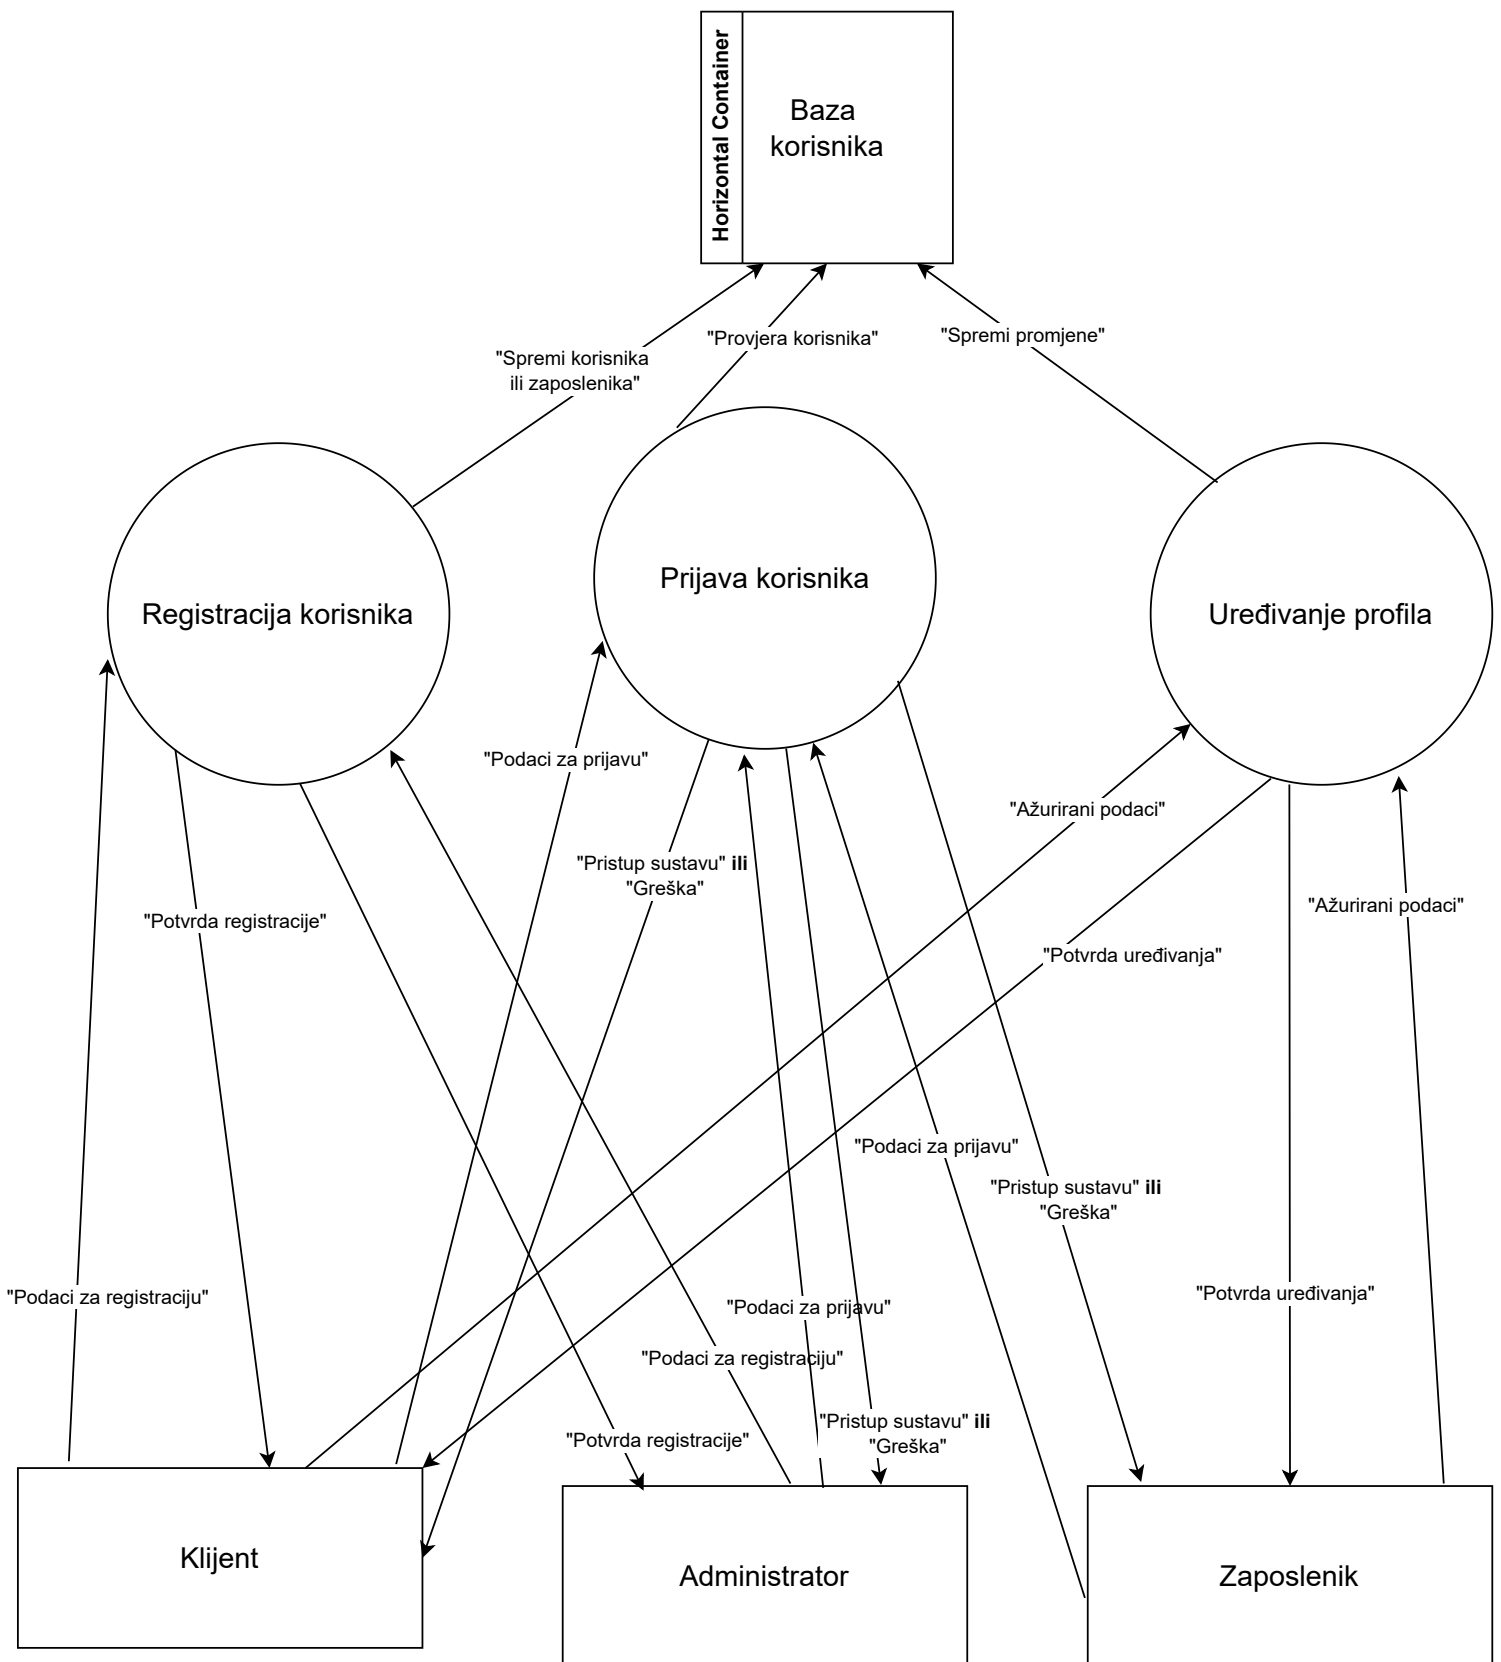 Horizontal Container
Baza
korisnika
"Spremi korisnika
ili zaposlenika"
"Provjera korisnika"
"Spremi promjene"
Registracija korisnika
Prijava korisnika
Uređivanje profila
"Podaci za prijavu"
"Ažurirani podaci"
"Pristup sustavu" ili
"Greška"
"Ažurirani podaci"
"Potvrda registracije"
"Potvrda uređivanja"
"Podaci za prijavu"
"Pristup sustavu" ili
"Greška"
"Potvrda uređivanja"
"Podaci za registraciju"
"Podaci za prijavu"
"Podaci za registraciju"
"Pristup sustavu" ili
"Greška"
"Potvrda registracije"
Klijent
Administrator
Zaposlenik